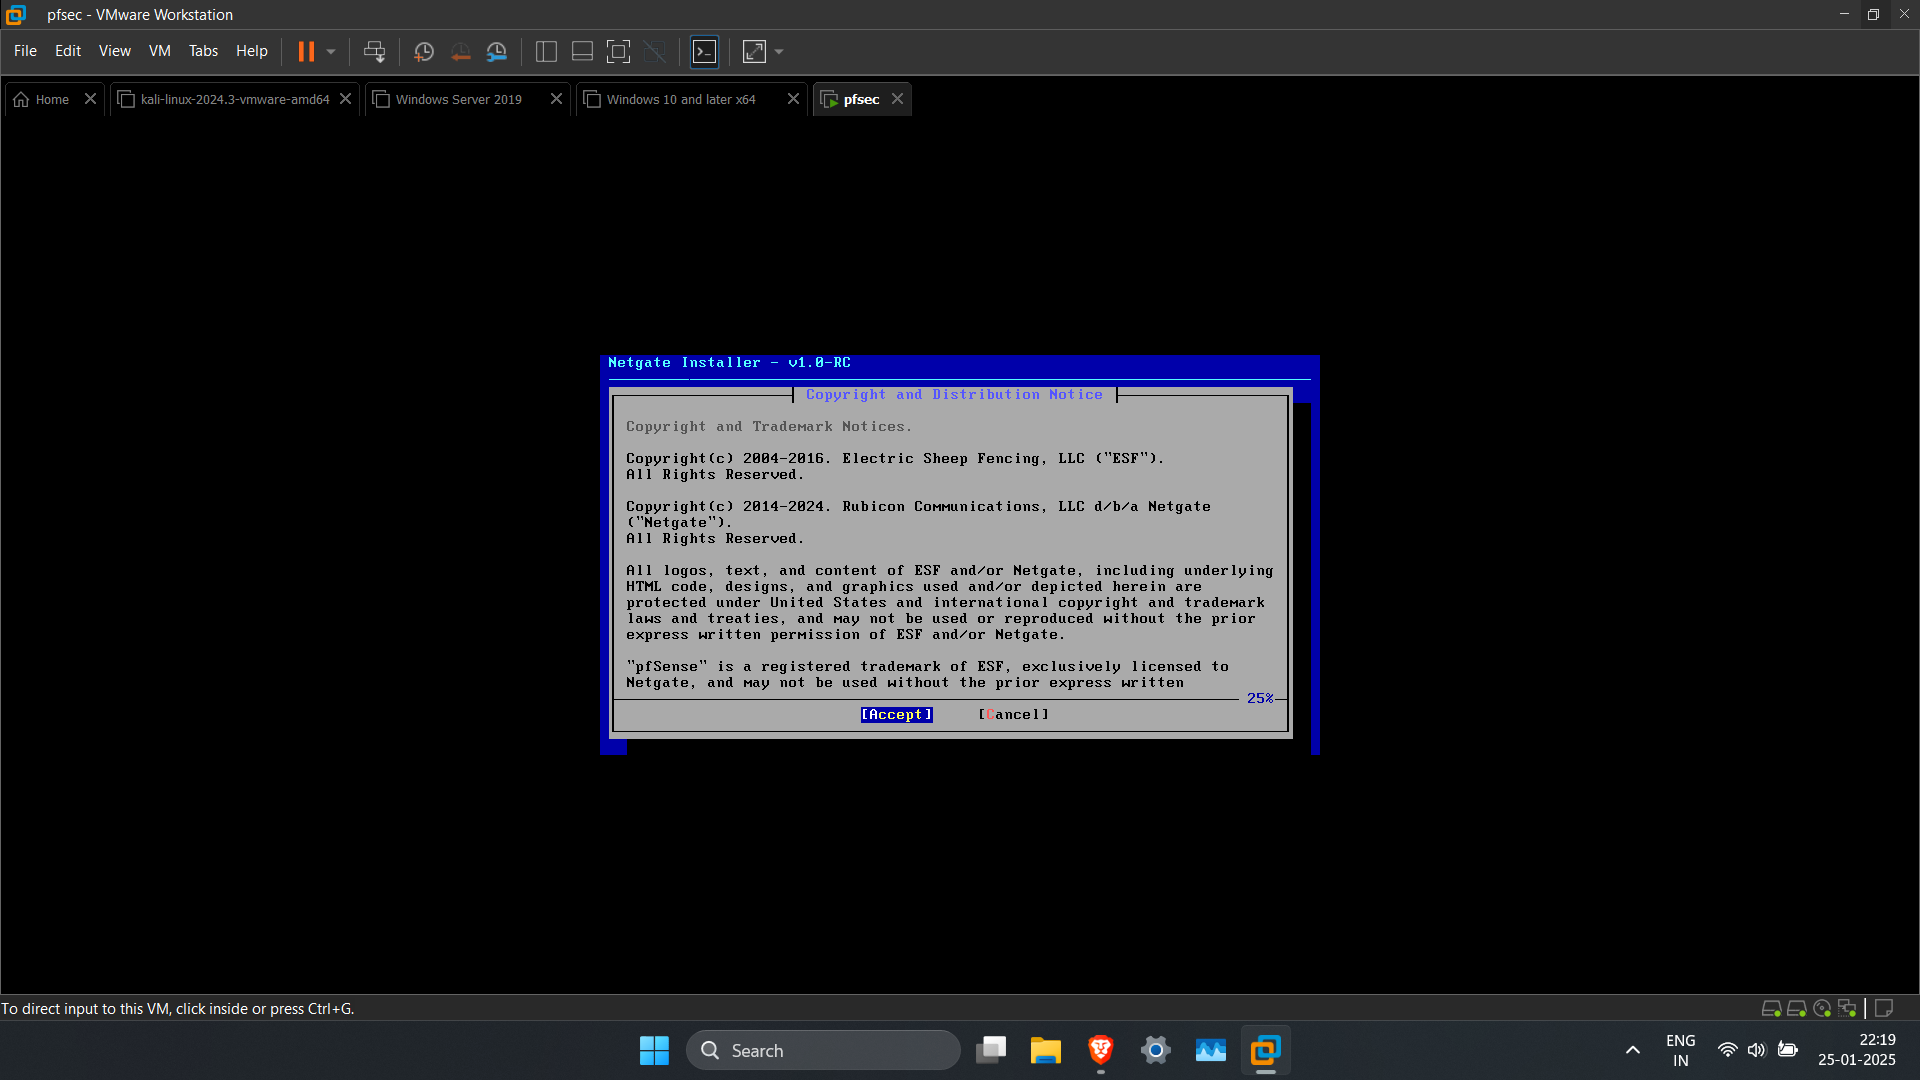 pfsec - VMware Workstation
File Edit View VM Tabs Help
Home kali-linux-2024.3-vmware-amd64 Windows Server 2019 Windows 10 and later x64 pfsec
Netgate Installer - v1.0-RC
Copyright and Distribution Notice
Copyright and Trademark Notices.
Copyright(c) 2004-2016. Electric Sheep Fencing, LLC ("ESF").
All Rights Reserved.
Copyright(c) 2014-2024. Rubicon Communications, LLC d/b/a Netgate
("Netgate").
All Rights Reserved.
All logos, text, and content of ESF and/or Netgate, including underlying
HTML code, designs, and graphics used and/or depicted herein are
protected under United States and international copyright and trademark
laws and treaties, and may not be used or reproduced without the prior
express written permission of ESF and/or Netgate.
"pfSense" is a registered trademark of ESF, exclusively licensed to
Netgate, and may not be used without the prior express written
25%
[Accept] [Cancel]
To direct input to this VM, click inside or press Ctrl+G.
Search
ENG
IN
22:19
25-01-2025